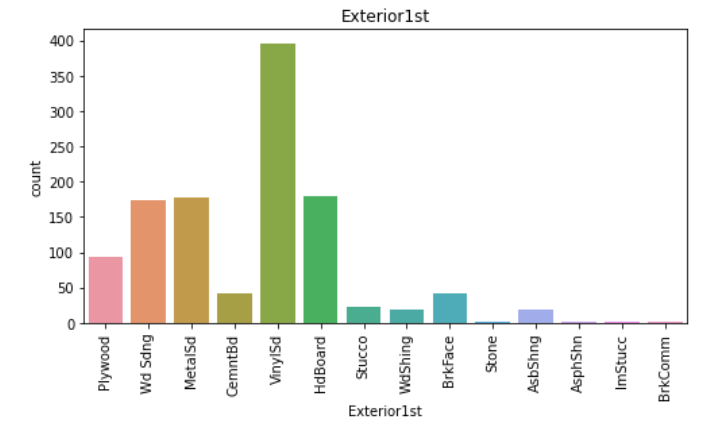 Exterior1st
400
350
300
250
200
150
100
50
0
count
Plywood
Wd Sdng
MetalSd
CemntBd
VinylSd
HdBoard
Stucco
WdShing
BrkFace
Stone
AsbShng
AsphShn
ImStucc
BrkComm
Exterior1st